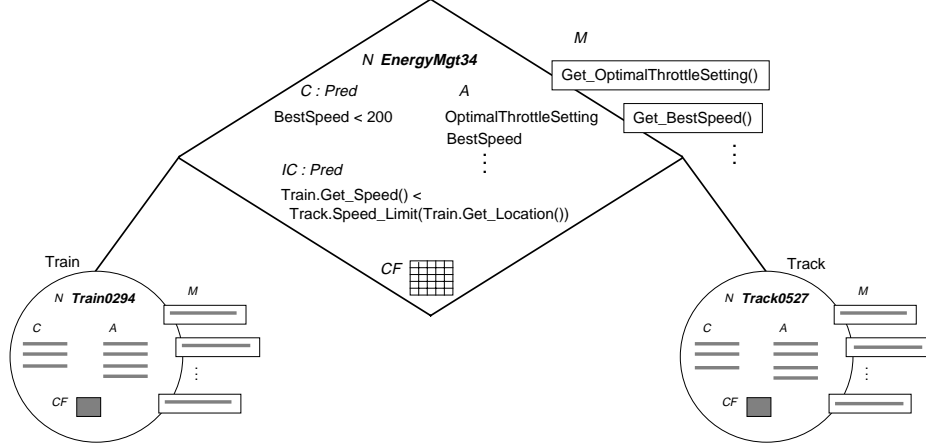 M
N EnergyMgt34
Get_OptimalThrottleSetting()
C : Pred
A
BestSpeed < 200
OptimalThrottleSetting
Get_BestSpeed()
BestSpeed
IC : Pred
Train.Get_Speed() <
Track.Speed_Limit(Train.Get_Location())
CF
Train
Track
N Train0294
M
C
A
CF
N Track0527
M
C
A
CF